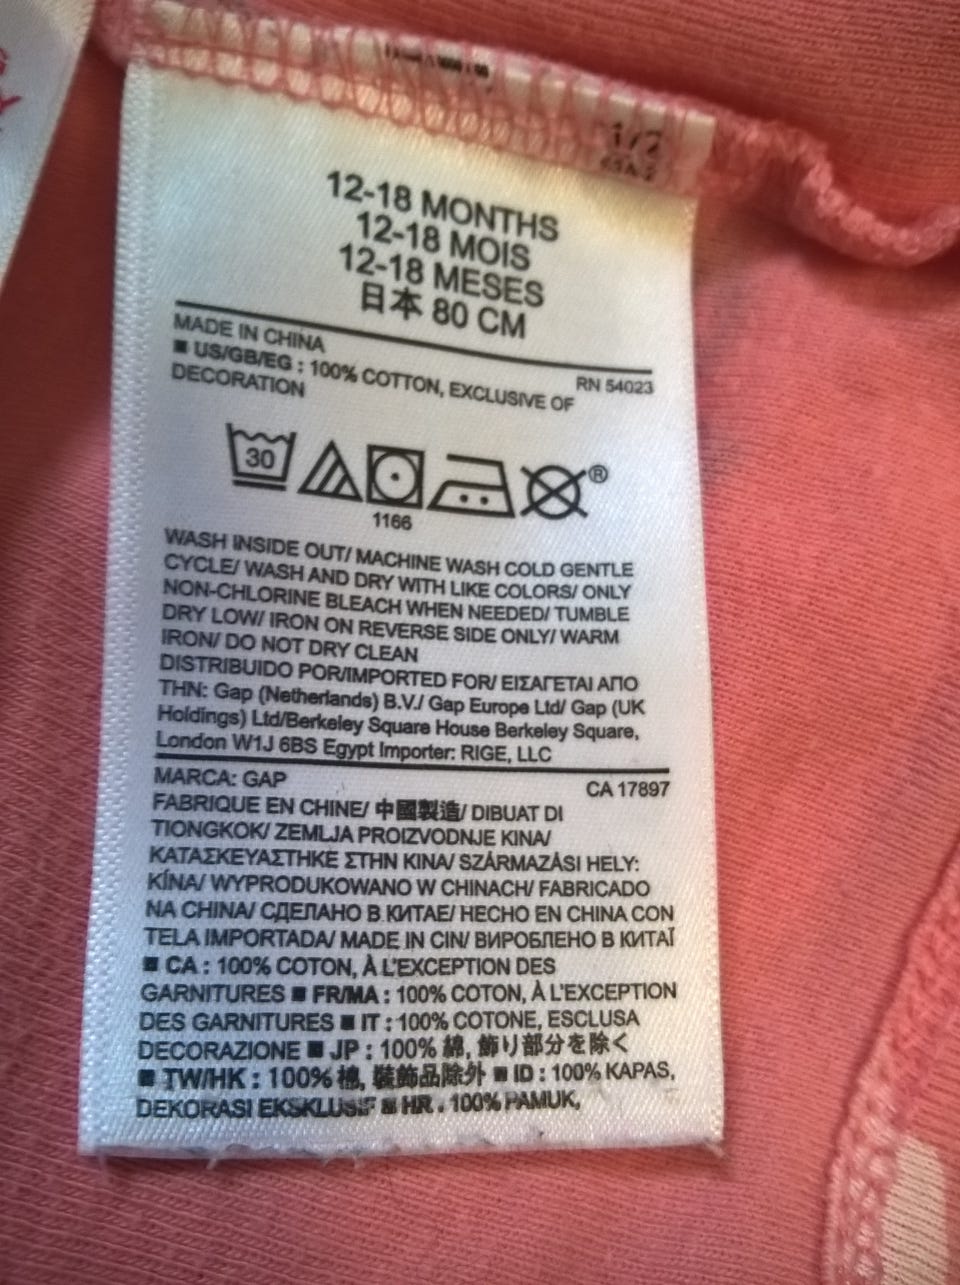 12-18 MONTHS
12-18 MOIS
12-18 MESES
日本 80 CM
MADE IN CHINA
RN 54023
■ US/GB/EG : 100% COTTON, EXCLUSIVE OF
DECORATION
30
®
1166
WASH INSIDE OUT/ MACHINE WASH COLD GENTLE
CYCLE/ WASH AND DRY WITH LIKE COLORS/ ONLY
NON-CHLORINE BLEACH WHEN NEEDED/ TUMBLE
DRY LOW/ IRON ON REVERSE SIDE ONLY/ WARM
IRON/ DO NOT DRY CLEAN
DISTRIBUIDO POR/IMPORTED FOR/ ΕΙΣΑΓΕΤΑΙ ΑΠΟ
ΤΗΝ: Gap (Netherlands) B.V./ Gap Europe Ltd/ Gap (UK
Holdings) Ltd/Berkeley Square House Berkeley Square,
London W1J 6BS Egypt Importer: RIGE, LLC
MARCA: GAP
CA 17897
FABRIQUE EN CHINE/ 中國製造/ DIBUAT DI
TIONGKOK/ ZEMLJA PROIZVODNJE KINA/
ΚΑΤΑΣΚΕΥΑΣΤΗΚΕ ΣΤΗΝ ΚΙΝΑ/ SZÁRMAZÁSI HELY:
KÍNA/ WYPRODUKOWANO W CHINACH/ FABRICADO
NA CHINA/ СДЕЛАНО В КИТАЕ/ HECHO EN CHINA CON
TELA IMPORTADA/ MADE IN CIN/ ВИРОБЛЕНО В КИТАЇ
■ CA : 100% COTON, À L'EXCEPTION DES
GARNITURES ■ FR/MA : 100% COTON, À L'EXCEPTION
DES GARNITURES ■ IT : 100% COTONE, ESCLUSA
DECORAZIONE ■ JP : 100% 綿, 飾り部分を除く
■ TW/HK : 100% 棉, 裝飾品除外 ■ ID : 100% KAPAS,
DEKORASI EKSKLUSIF ■ HR : 100% PAMUK,